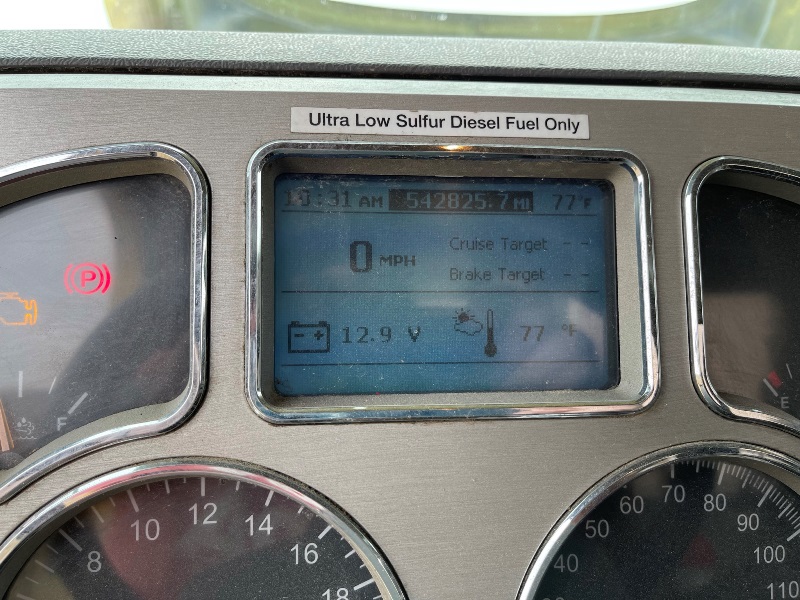 Ultra Low Sulfur Diesel Fuel Only
10:31 AM 542825.7 MI 77°F
0 MPH
Cruise Target - -
Brake Target - -
- + 12.9 V 77 °F
P
F
E
8 10 12 14 16 18
40 50 60 70 80 90 100 110